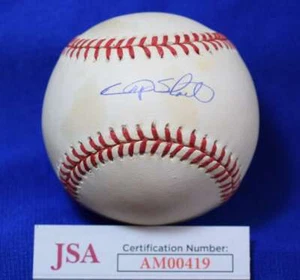 JSA
Certification Number:
AM00419